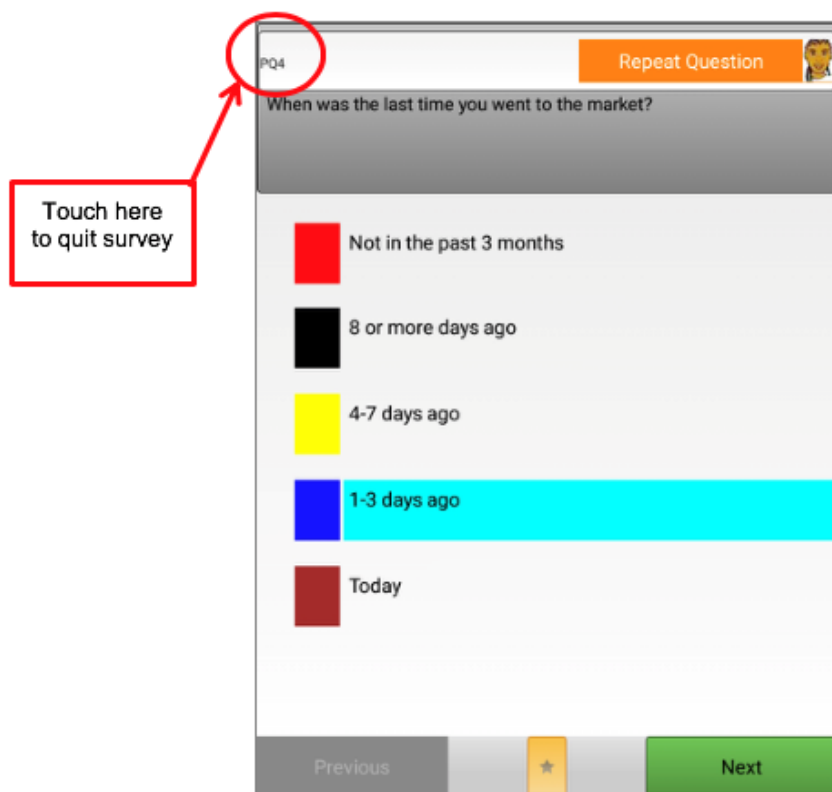 PQ4
Repeat Question
When was the last time you went to the market?
Touch here
to quit survey
Not in the past 3 months
8 or more days ago
4-7 days ago
1-3 days ago
Today
Previous
Next